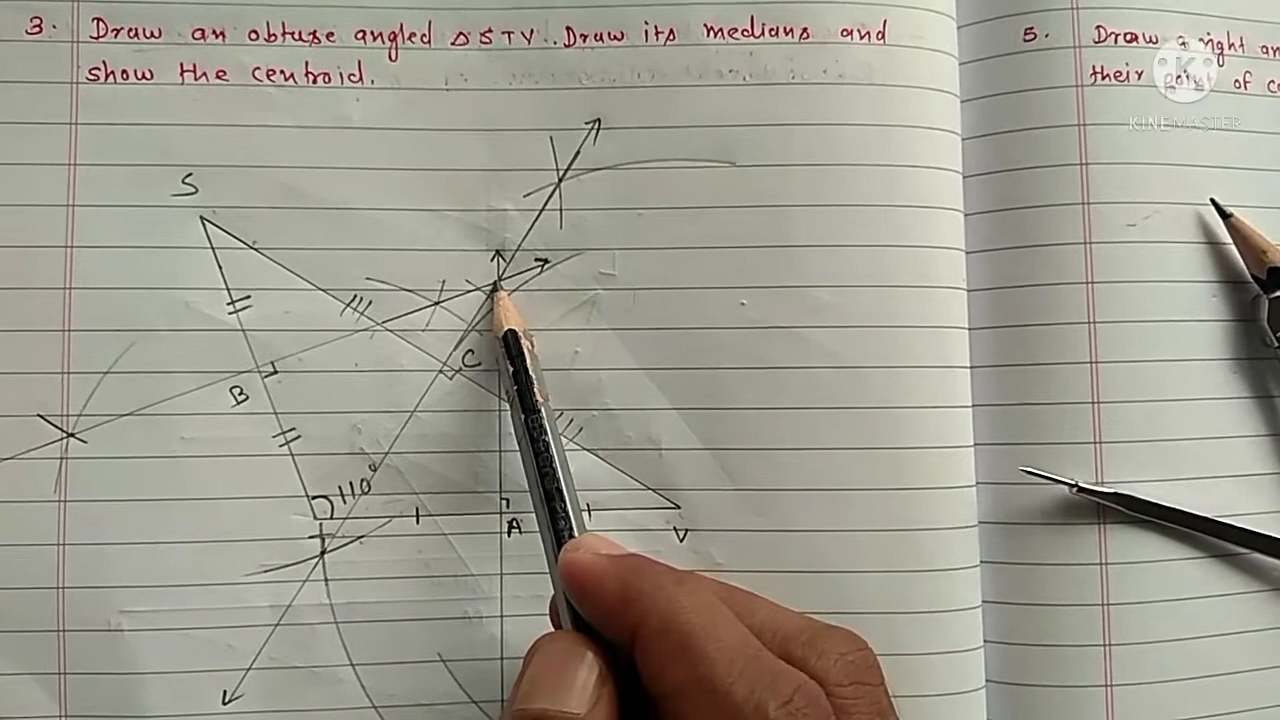 3. Draw an obtuse angled △ STV. Draw its medians and
show the centroid.
S
B
C
110°
A
T
V
5. Draw a right an
their point of c
KINEMASTER